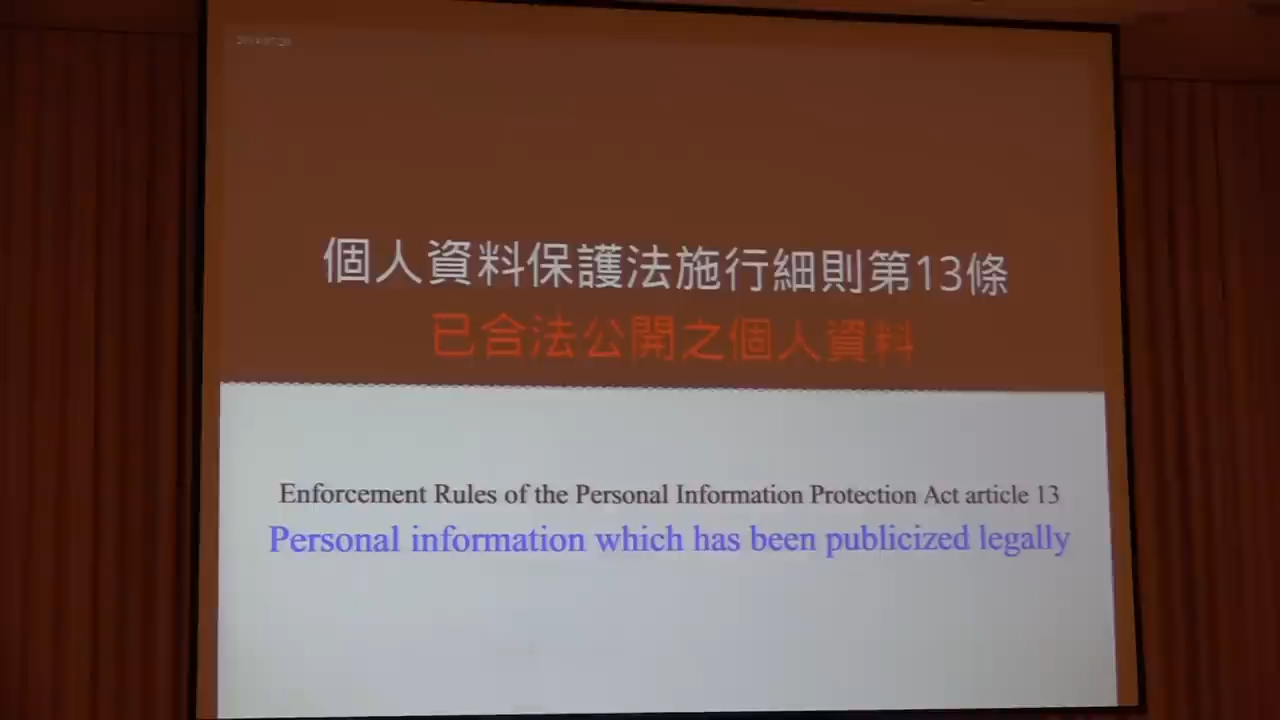 個人資料保護法施行細則第13條
已合法公開之個人資料
Enforcement Rules of the Personal Information Protection Act article 13
Personal information which has been publicized legally